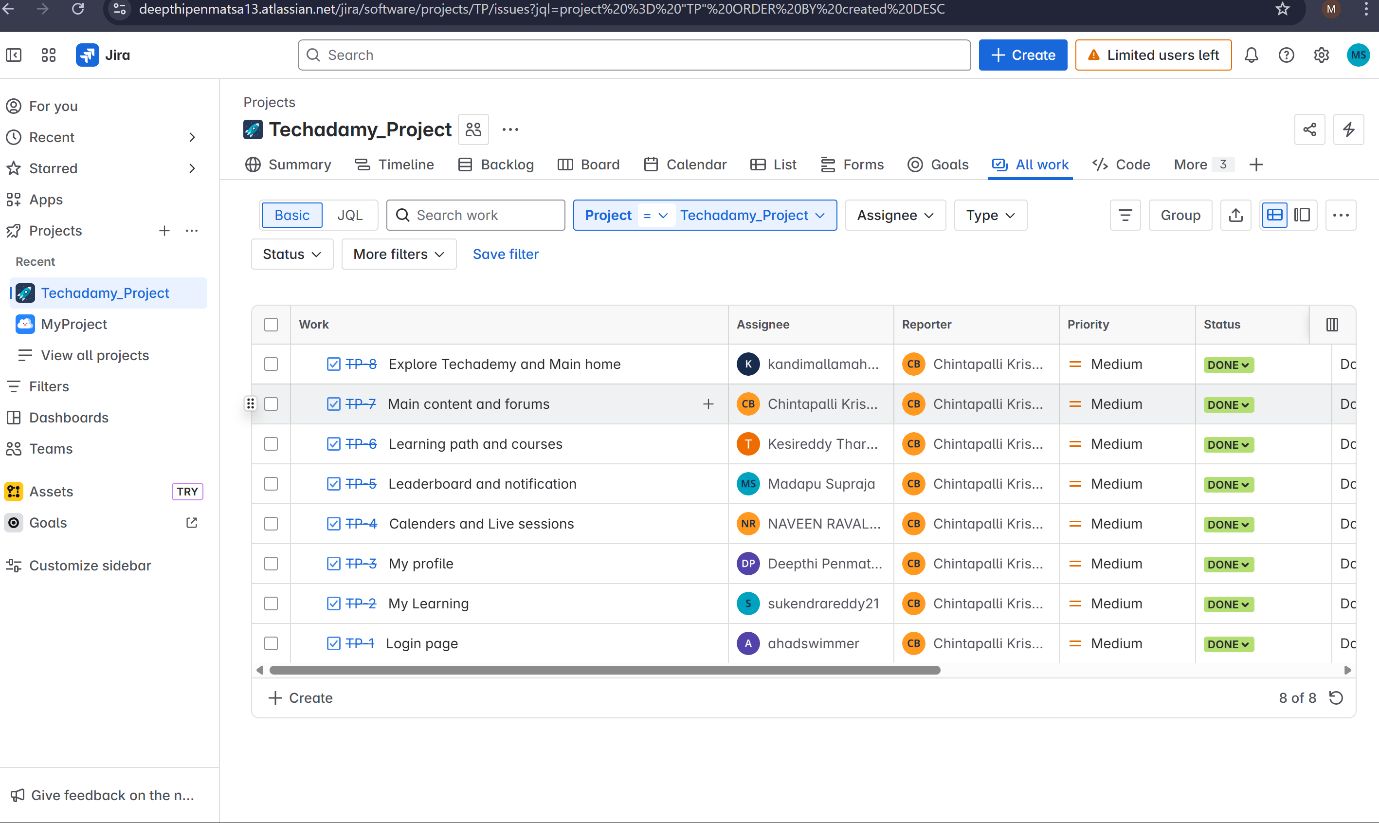 deepthipenmatsa13.atlassian.net/jira/software/projects/TP/issues?jql=project%20%3D%20"TP"%20ORDER%20BY%20created%20DESC
M
Jira
Search
+ Create
Limited users left
MS
For you
Recent
Starred
Apps
Projects
Recent
Techadamy_Project
MyProject
View all projects
Filters
Dashboards
Teams
Assets TRY
Goals
Customize sidebar
Give feedback on the n...
Projects
Techadamy_Project
Summary Timeline Backlog Board Calendar List Forms Goals All work Code More 3
Basic JQL Search work Project = Techadamy_Project Assignee Type Group
Status More filters Save filter
Work Assignee Reporter Priority Status
TP-8 Explore Techademy and Main home K kandimallamah... CB Chintapalli Kris... Medium DONE Do
TP-7 Main content and forums CB Chintapalli Kris... CB Chintapalli Kris... Medium DONE Do
TP-6 Learning path and courses T Kesireddy Thar... CB Chintapalli Kris... Medium DONE Do
TP-5 Leaderboard and notification MS Madapu Supraja CB Chintapalli Kris... Medium DONE Do
TP-4 Calenders and Live sessions NR NAVEEN RAVAL... CB Chintapalli Kris... Medium DONE Do
TP-3 My profile DP Deepthi Penmat... CB Chintapalli Kris... Medium DONE Do
TP-2 My Learning S sukendrareddy21 CB Chintapalli Kris... Medium DONE Do
TP-1 Login page A ahadswimmer CB Chintapalli Kris... Medium DONE Do
+ Create
8 of 8